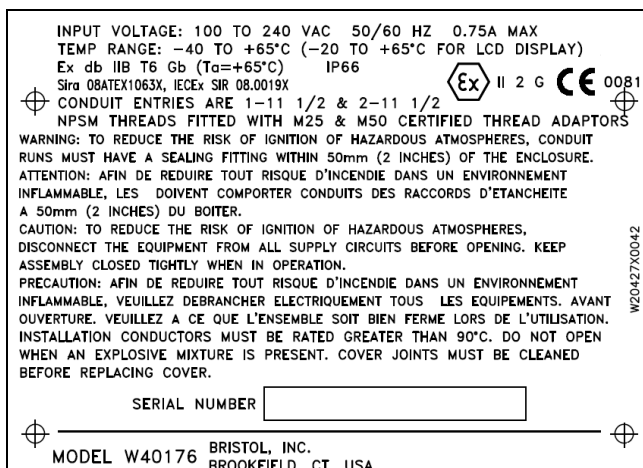 INPUT VOLTAGE: 100 TO 240 VAC 50/60 HZ 0.75A MAX
TEMP RANGE: -40 TO +65°C (-20 TO +65°C FOR LCD DISPLAY)
Ex db IIB T6 Gb (Ta=+65°C) IP66
Sira 08ATEX1063X, IECEx SIR 08.0019X
Ex II 2 G CE 0081
CONDUIT ENTRIES ARE 1-11 1/2 & 2-11 1/2
NPSM THREADS FITTED WITH M25 & M50 CERTIFIED THREAD ADAPTORS
WARNING: TO REDUCE THE RISK OF IGNITION OF HAZARDOUS ATMOSPHERES, CONDUIT
RUNS MUST HAVE A SEALING FITTING WITHIN 50mm (2 INCHES) OF THE ENCLOSURE.
ATTENTION: AFIN DE REDUIRE TOUT RISQUE D'INCENDIE DANS UN ENVIRONNEMENT
INFLAMMABLE, LES DOIVENT COMPORTER CONDUITS DES RACCORDS D'ETANCHEITE
A 50mm (2 INCHES) DU BOITER.
CAUTION: TO REDUCE THE RISK OF IGNITION OF HAZARDOUS ATMOSPHERES,
DISCONNECT THE EQUIPMENT FROM ALL SUPPLY CIRCUITS BEFORE OPENING. KEEP
ASSEMBLY CLOSED TIGHTLY WHEN IN OPERATION.
PRECAUTION: AFIN DE REDUIRE TOUT RISQUE D'INCENDIE DANS UN ENVIRONNEMENT
INFLAMMABLE, VEUILLEZ DEBRANCHER ELECTRIQUEMENT TOUS LES EQUIPEMENTS. AVANT
OUVERTURE. VEUILLEZ A CE QUE L'ENSEMBLE SOIT BIEN FERME LORS DE L'UTILISATION.
INSTALLATION CONDUCTORS MUST BE RATED GREATER THAN 90°C. DO NOT OPEN
WHEN AN EXPLOSIVE MIXTURE IS PRESENT. COVER JOINTS MUST BE CLEANED
BEFORE REPLACING COVER.
W20427X0042
SERIAL NUMBER
MODEL W40176 BRISTOL, INC.
BROOKFIELD, CT USA